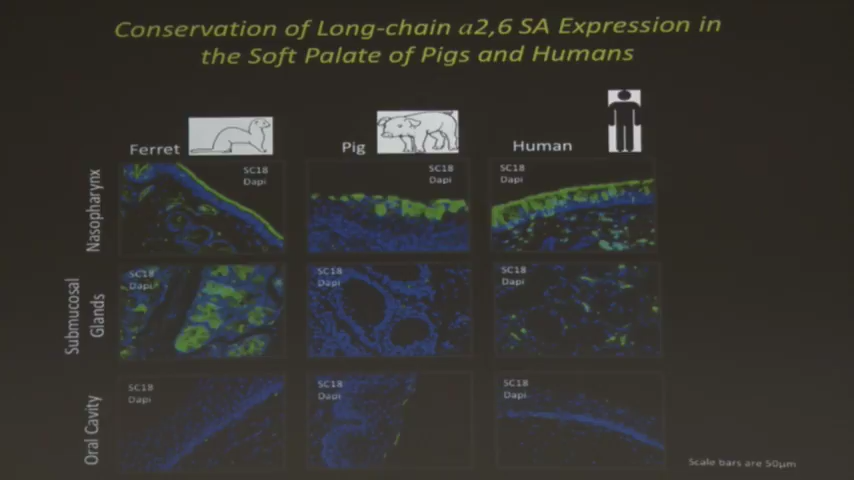 Conservation of Long-chain α2,6 SA Expression in
the Soft Palate of Pigs and Humans
Ferret
Pig
Human
Nasopharynx
SC18
Dapi
SC18
Dapi
SC18
Dapi
Submucosal
Glands
SC18
Dapi
SC18
Dapi
SC18
Dapi
Oral Cavity
SC18
Dapi
SC18
Dapi
SC18
Dapi
Scale bars are 50µm